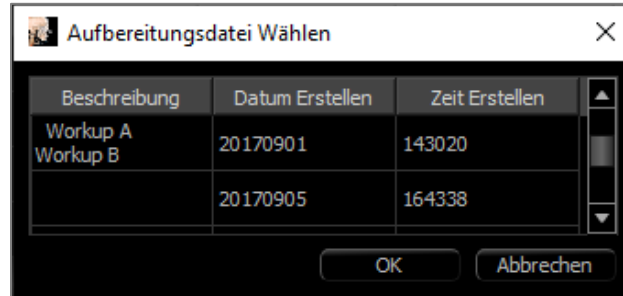 Aufbereitungsdatei Wählen
Beschreibung Datum Erstellen Zeit Erstellen
Workup A
Workup B 20170901 143020
20170905 164338
OK Abbrechen